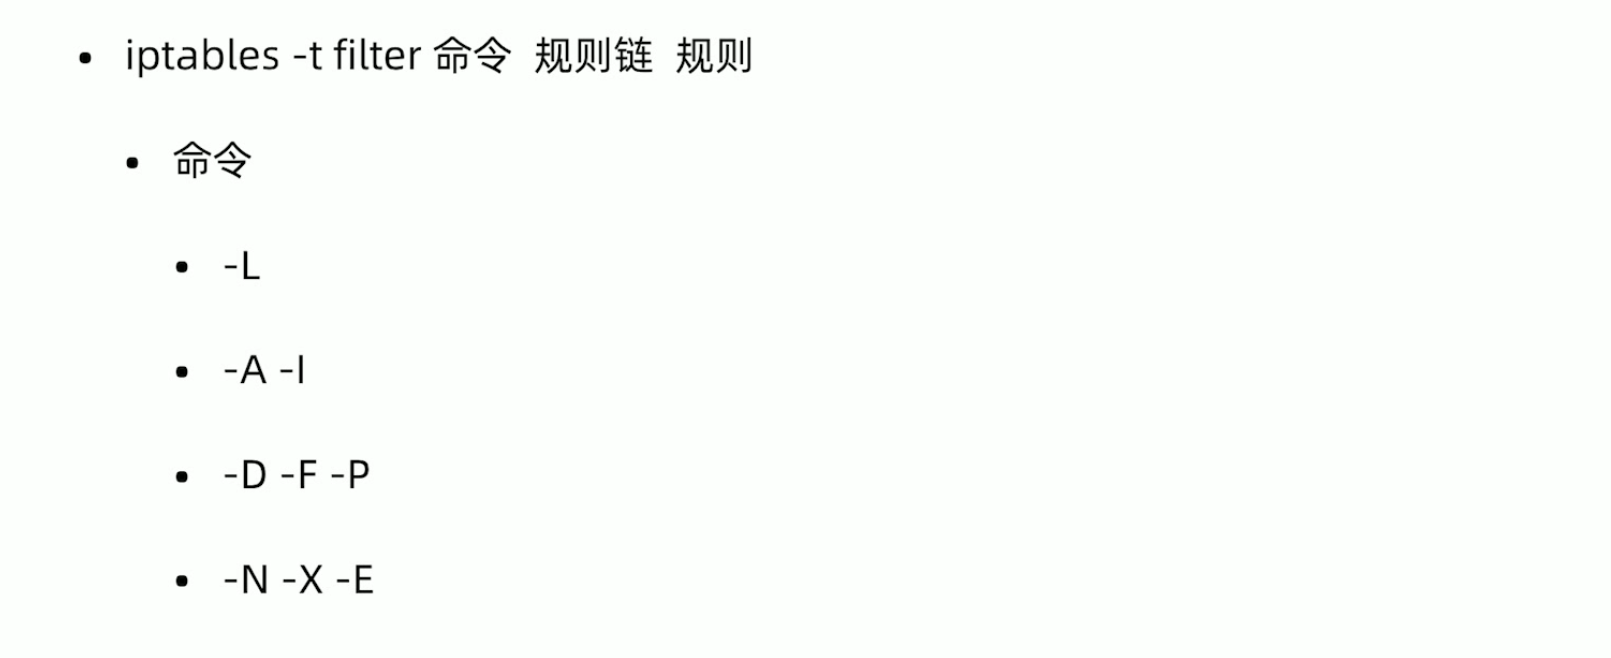 • iptables -t filter 命令 规则链 规则
• 命令
• -L
• -A -I
• -D -F -P
• -N -X -E